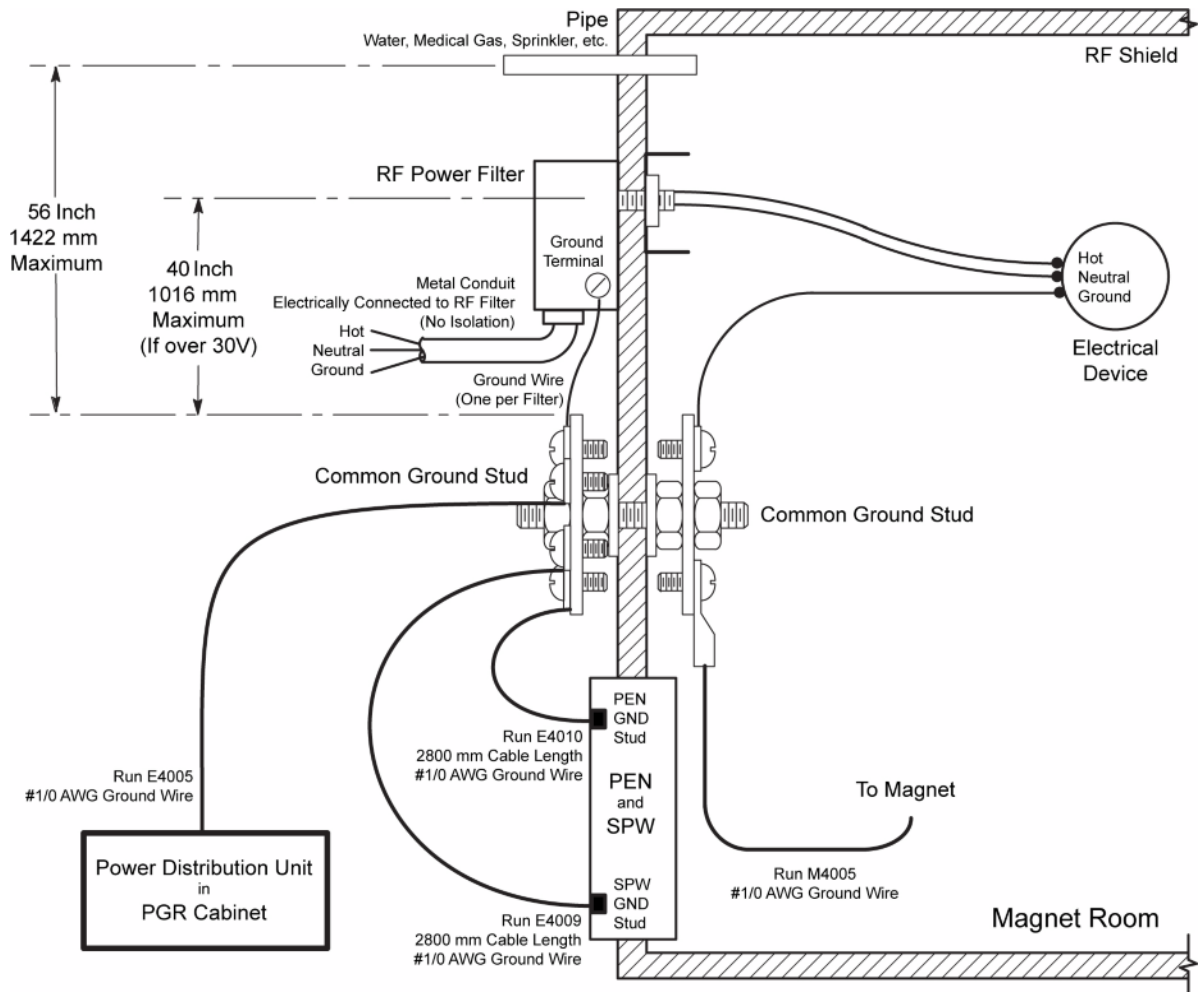 Pipe
Water, Medical Gas, Sprinkler, etc.
RF Shield
RF Power Filter
56 Inch
1422 mm
Maximum
40 Inch
1016 mm
Maximum
(If over 30V)
Ground
Terminal
Metal Conduit
Electrically Connected to RF Filter
(No Isolation)
Hot
Neutral
Ground
Ground Wire
(One per Filter)
Hot
Neutral
Ground
Electrical
Device
Common Ground Stud
Common Ground Stud
PEN
GND
Stud
Run E4010
2800 mm Cable Length
#1/0 AWG Ground Wire
PEN
and
SPW
Run E4005
#1/0 AWG Ground Wire
To Magnet
Power Distribution Unit
in
PGR Cabinet
Run M4005
#1/0 AWG Ground Wire
SPW
GND
Stud
Run E4009
2800 mm Cable Length
#1/0 AWG Ground Wire
Magnet Room